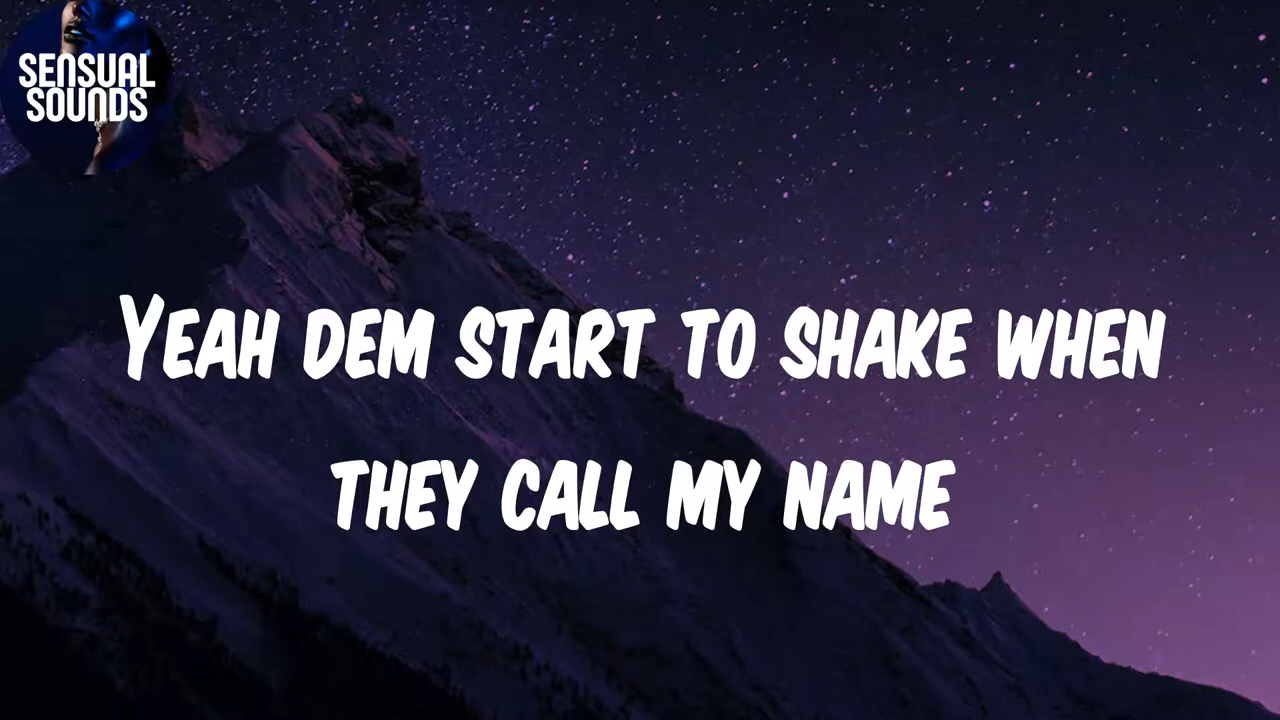 SENSUAL
SOUNDS
YEAH DEM START TO SHAKE WHEN
THEY CALL MY NAME